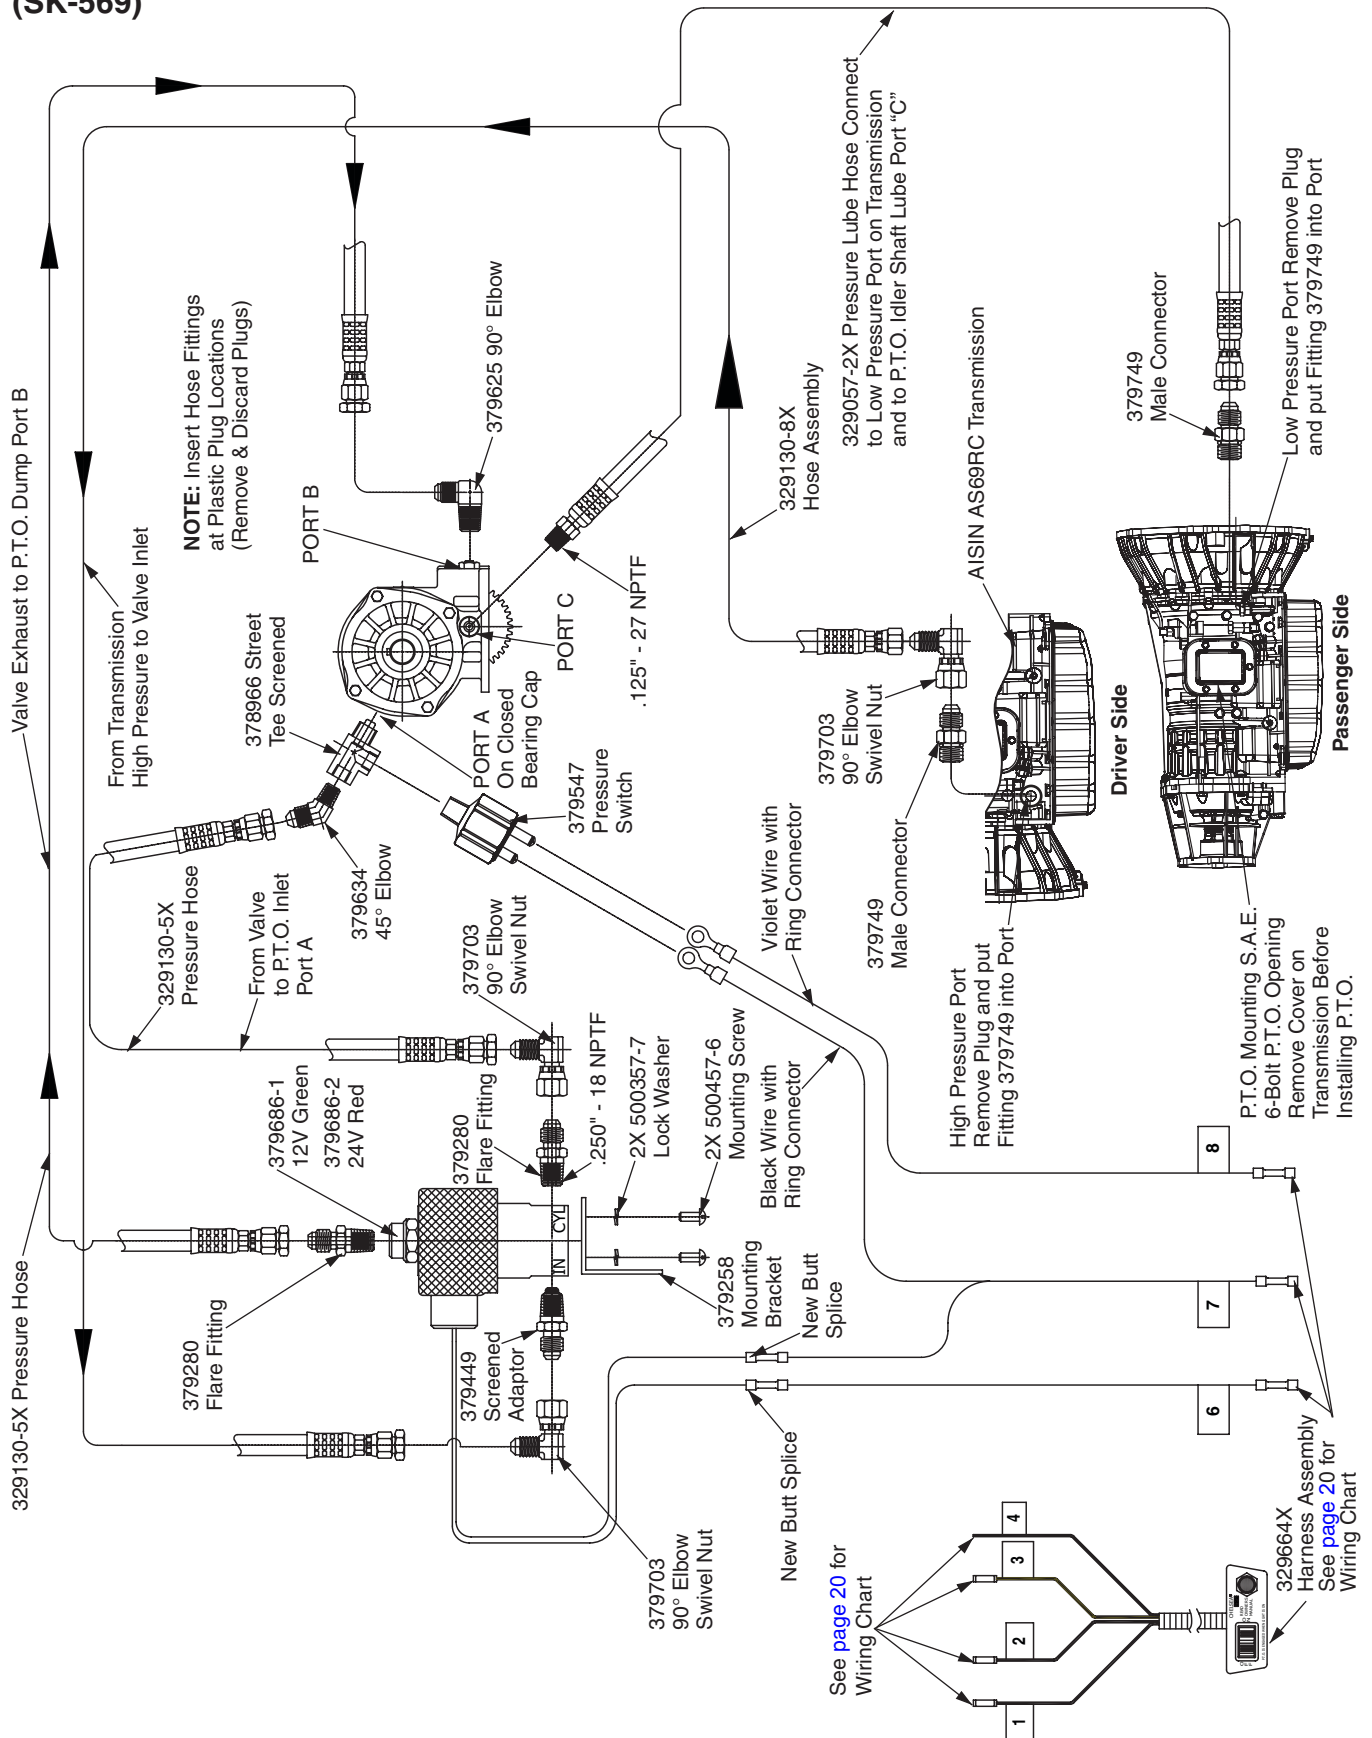 (SK-569)
329130-5X Pressure Hose
Valve Exhaust to P.T.O. Dump Port B
From Transmission
High Pressure to Valve Inlet
NOTE: Insert Hose Fittings
at Plastic Plug Locations
(Remove & Discard Plugs)
329130-5X
Pressure Hose
From Valve
to P.T.O. Inlet
Port A
378966 Street
Tee Screened
PORT B
379625 90° Elbow
379634
45° Elbow
PORT A
On Closed
Bearing Cap
PORT C
.125" - 27 NPTF
379547
Pressure
Switch
379280
Flare Fitting
379686-1
12V Green
379686-2
24V Red
379703
90° Elbow
Swivel Nut
379280
Flare Fitting
.250" - 18 NPTF
2X 500357-7
Lock Washer
2X 500457-6
Mounting Screw
IN
CYL
379449
Screened
Adaptor
379258
Mounting
Bracket
New Butt
Splice
379703
90° Elbow
Swivel Nut
New Butt Splice
Black Wire with
Ring Connector
Violet Wire with
Ring Connector
329130-8X
Hose Assembly
329057-2X Pressure Lube Hose Connect
to Low Pressure Port on Transmission
and to P.T.O. Idler Shaft Lube Port "C"
379703
90° Elbow
Swivel Nut
AISIN AS69RC Transmission
379749
Male Connector
High Pressure Port
Remove Plug and put
Fitting 379749 into Port
Driver Side
379749
Male Connector
Low Pressure Port Remove Plug
and put Fitting 379749 into Port
Passenger Side
P.T.O. Mounting S.A.E.
6-Bolt P.T.O. Opening
Remove Cover on
Transmission Before
Installing P.T.O.
See page 20 for
Wiring Chart
1
2
3
4
6
7
8
329664X
Harness Assembly
See page 20 for
Wiring Chart
CHELSEA